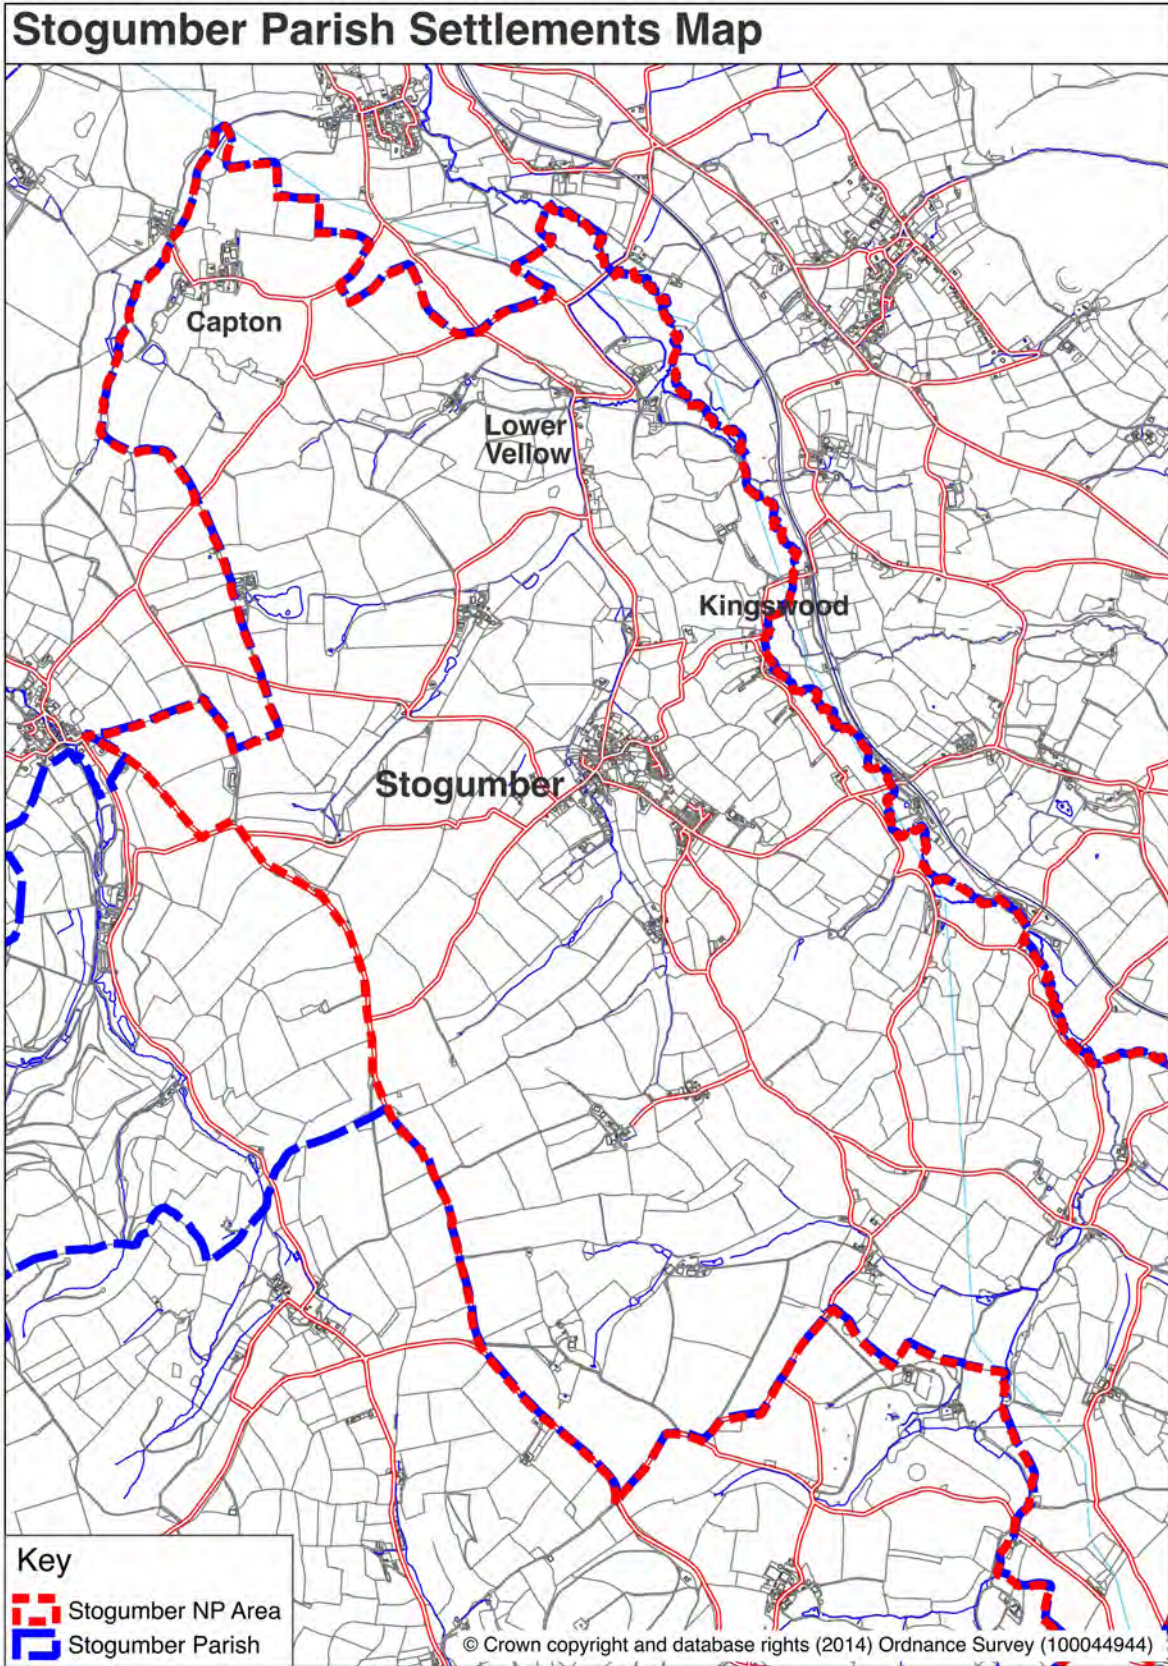 Stogumber Parish Settlements Map
Capton
Lower
Vellow
Kingswood
Stogumber
Key
Stogumber NP Area
Stogumber Parish
© Crown copyright and database rights (2014) Ordnance Survey (100044944)